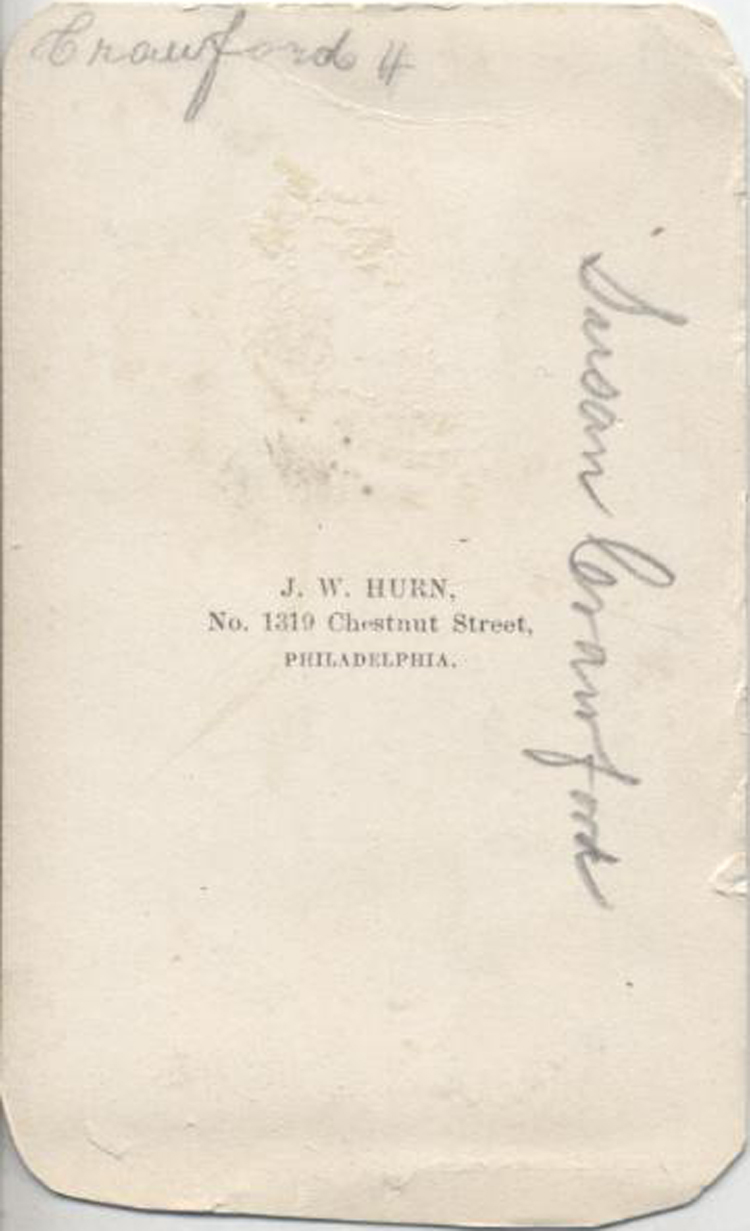 Crawford 4
J. W. HURN,
No. 1319 Chestnut Street,
PHILADELPHIA.
Susan Crawford